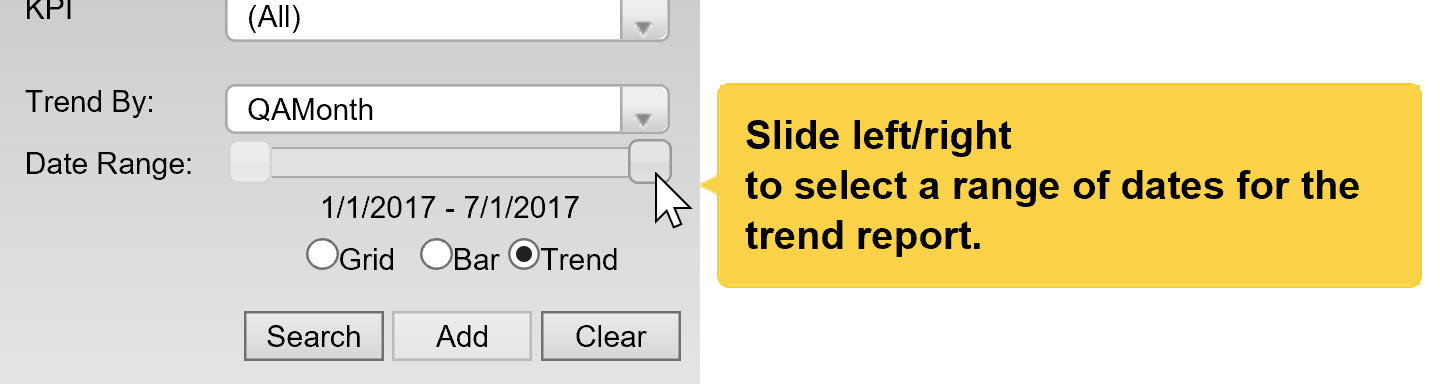 KPI (All)
Trend By: QAMonth
Date Range:
1/1/2017 - 7/1/2017
Grid Bar Trend
Search Add Clear
Slide left/right
to select a range of dates for the
trend report.